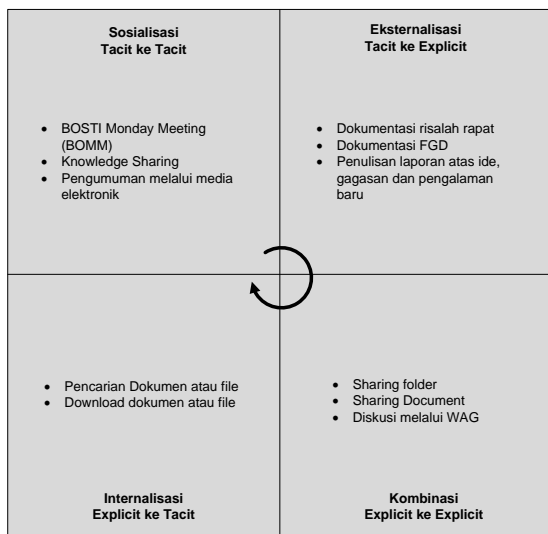 Sosialisasi
Tacit ke Tacit
• BOSTI Monday Meeting
(BOMM)
• Knowledge Sharing
• Pengumuman melalui media
elektronik
Eksternalisasi
Tacit ke Explicit
• Dokumentasi risalah rapat
• Dokumentasi FGD
• Penulisan laporan atas ide,
gagasan dan pengalaman
baru
• Pencarian Dokumen atau file
• Download dokumen atau file
Internalisasi
Explicit ke Tacit
• Sharing folder
• Sharing Document
• Diskusi melalui WAG
Kombinasi
Explicit ke Explicit